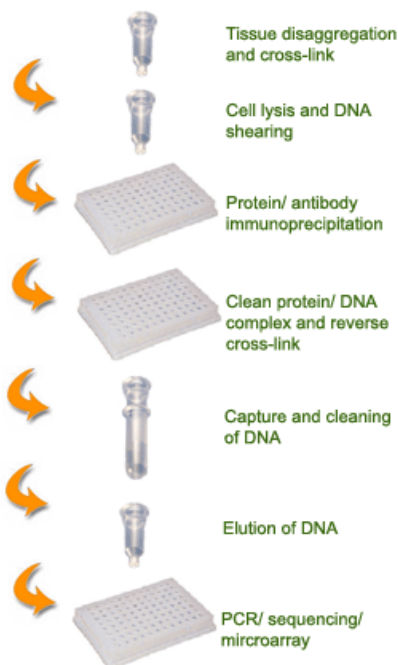 Tissue disaggregation
and cross-link
Cell lysis and DNA
shearing
Protein/ antibody
immunoprecipitation
Clean protein/ DNA
complex and reverse
cross-link
Capture and cleaning
of DNA
Elution of DNA
PCR/ sequencing/
mircroarray